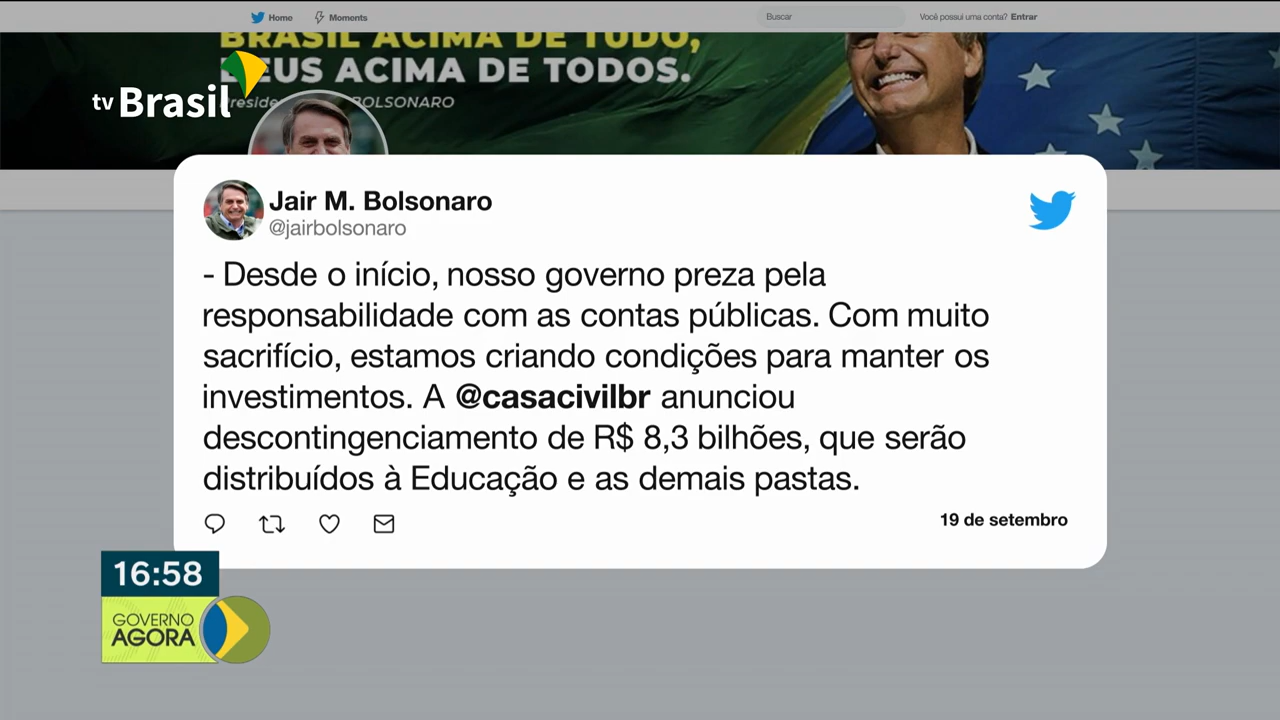 Home
Moments
Buscar
Você possui uma conta? Entrar
BRASIL ACIMA DE TUDO,
DEUS ACIMA DE TODOS.
BOLSONARO
tv Brasil
Jair M. Bolsonaro
@jairbolsonaro
- Desde o início, nosso governo preza pela
responsabilidade com as contas públicas. Com muito
sacrifício, estamos criando condições para manter os
investimentos. A @casacivilbr anunciou
descontingenciamento de R$ 8,3 bilhões, que serão
distribuídos à Educação e as demais pastas.
19 de setembro
16:58
GOVERNO
AGORA